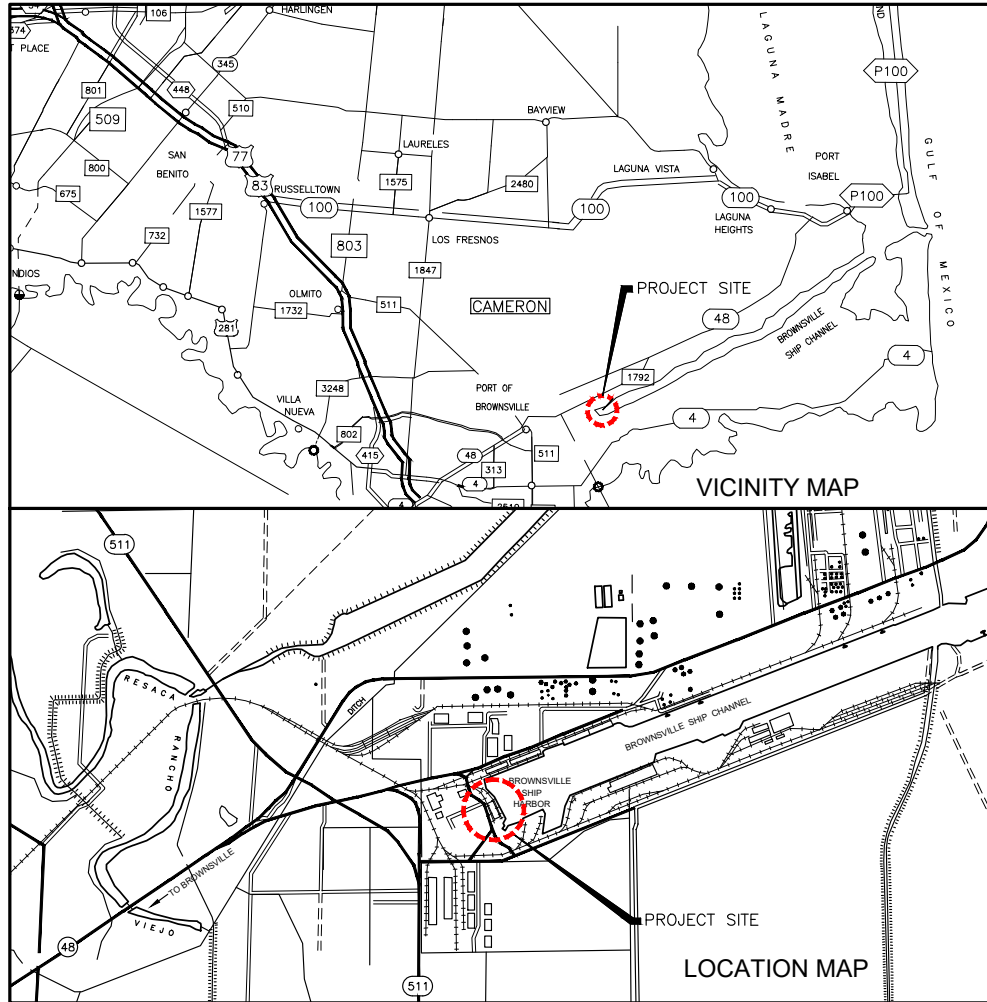 106
HARLINGEN
LAGUNA MADRE
ND
P100
374
T PLACE
801
345
448
509
510
BAYVIEW
GULF OF MEXICO
SAN
BENITO
77
LAURELES
PORT
ISABEL
800
83
RUSSELLTOWN
1575
2480
LAGUNA VISTA
675
1577
100
100
P100
LAGUNA
HEIGHTS
732
803
LOS FRESNOS
1847
NDIOS
OLMITO
511
CAMERON
PROJECT SITE
1732
281
48
BROWNSVILLE
SHIP CHANNEL
4
3248
PORT OF
BROWNSVILLE
1792
VILLA
NUEVA
802
4
415
48
313
511
4
4
2510
VICINITY MAP
511
RESACA
DITCH
BROWNSVILLE SHIP CHANNEL
RANCHO
BROWNSVILLE
SHIP
HARBOR
TO BROWNSVILLE
VIEJO
PROJECT SITE
48
511
LOCATION MAP